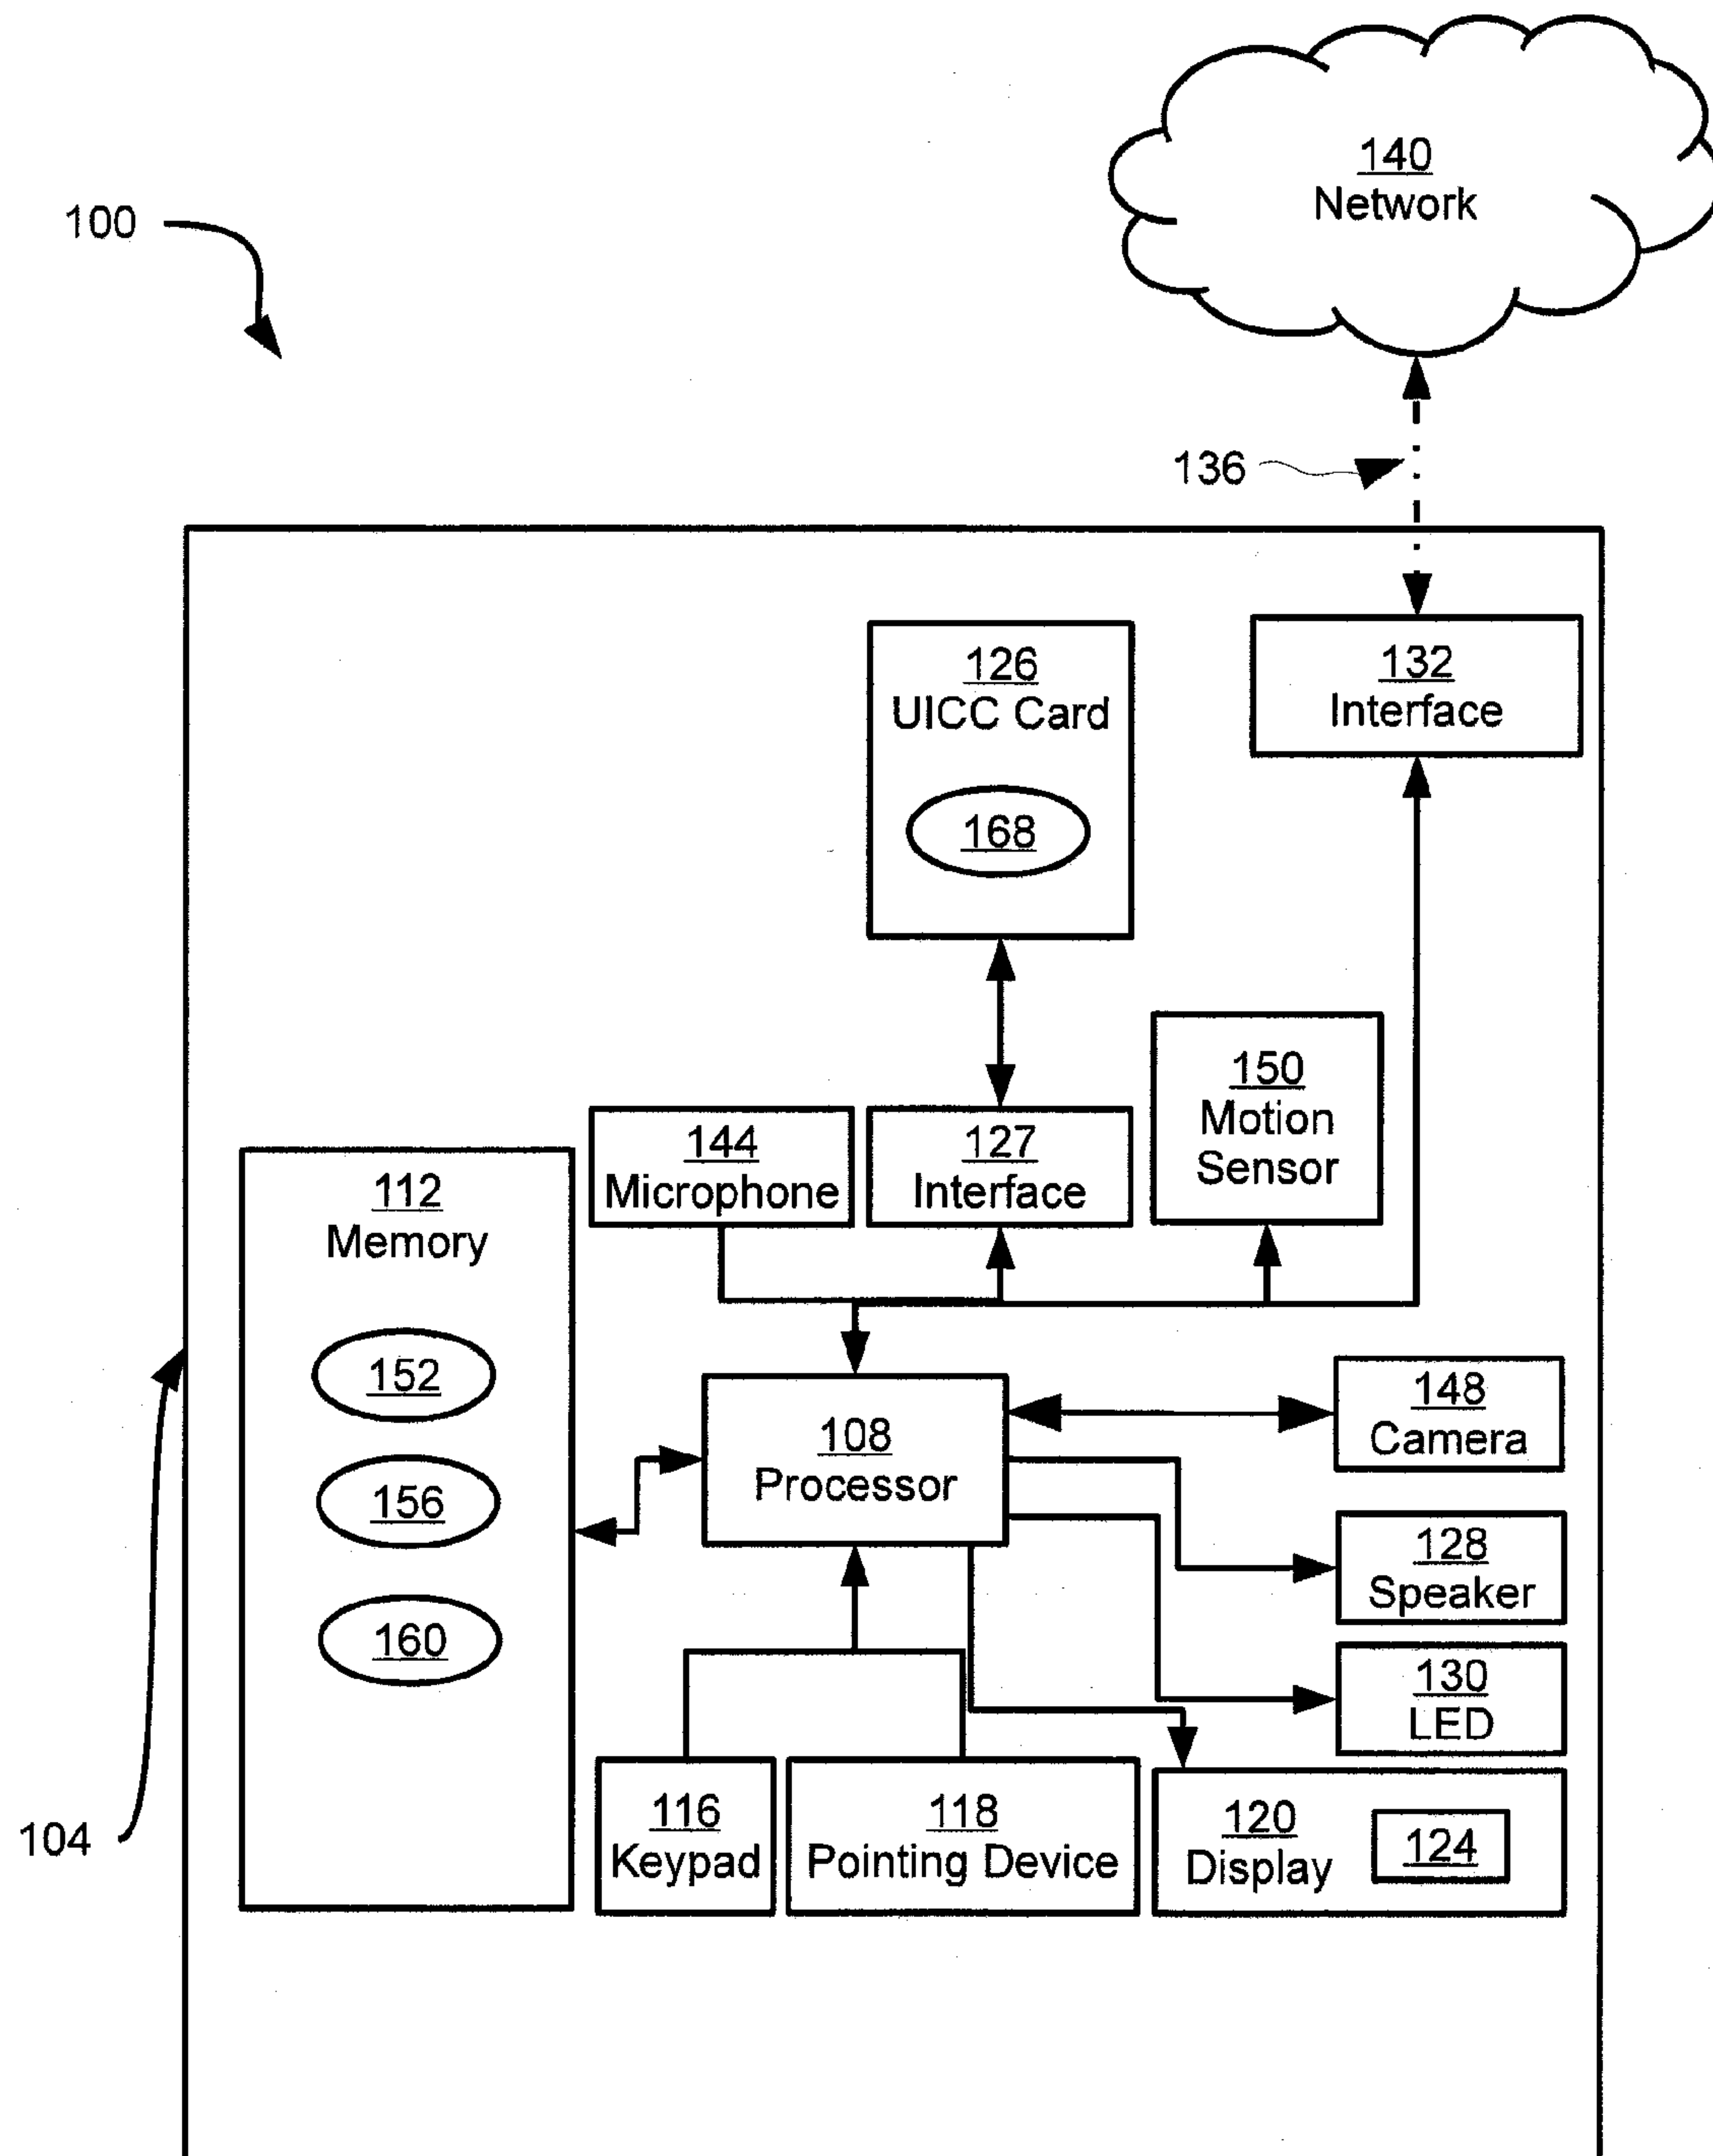 140
Network
100
136
126
UICC Card
168
132
Interface
150
Motion
Sensor
144
Microphone
127
Interface
112
Memory
152
156
160
108
Processor
148
Camera
128
Speaker
130
LED
116
Keypad
118
Pointing Device
120
Display
124
104